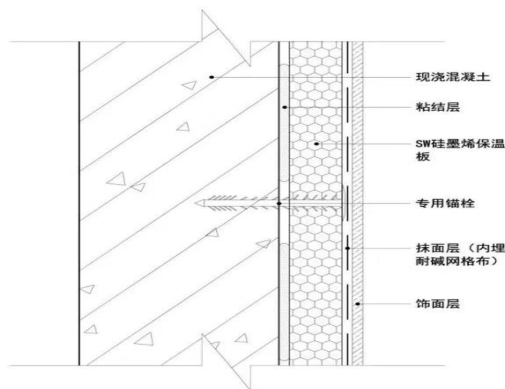 现浇混凝土
粘结层
SW硅墨烯保温
板
专用锚栓
抹面层（内埋
耐碱网格布）
饰面层